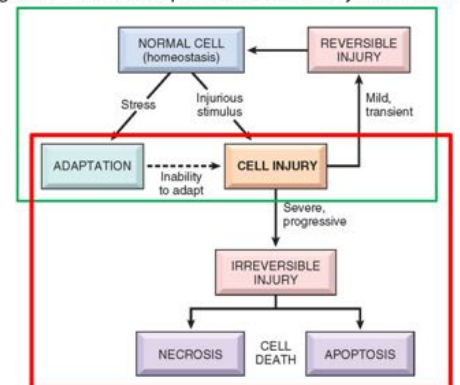 NORMAL CELL
(homeostasis)
REVERSIBLE
INJURY
Stress
Injurious
stimulus
Mild,
transient
ADAPTATION
Inability
to adapt
CELL INJURY
Severe,
progressive
IRREVERSIBLE
INJURY
NECROSIS
CELL
DEATH
APOPTOSIS